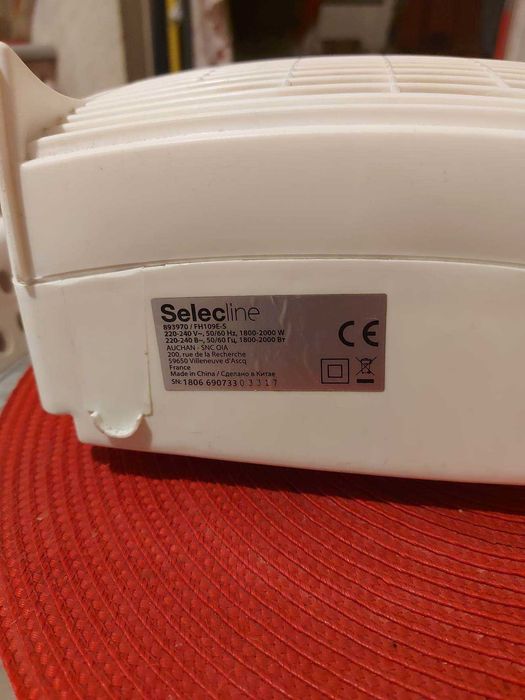 Selecline
893970 / FH109E-S
220-240 V~, 50/60 Hz, 1800-2000 W
220-240 В~, 50/60 Гц, 1800-2000 Вт
AUCHAN - SNC OIA
200, rue de la Recherche
59650 Villeneuve d'Ascq
France
Made in China / Сделано в Китае
SN: 1806 690733 03317
CE